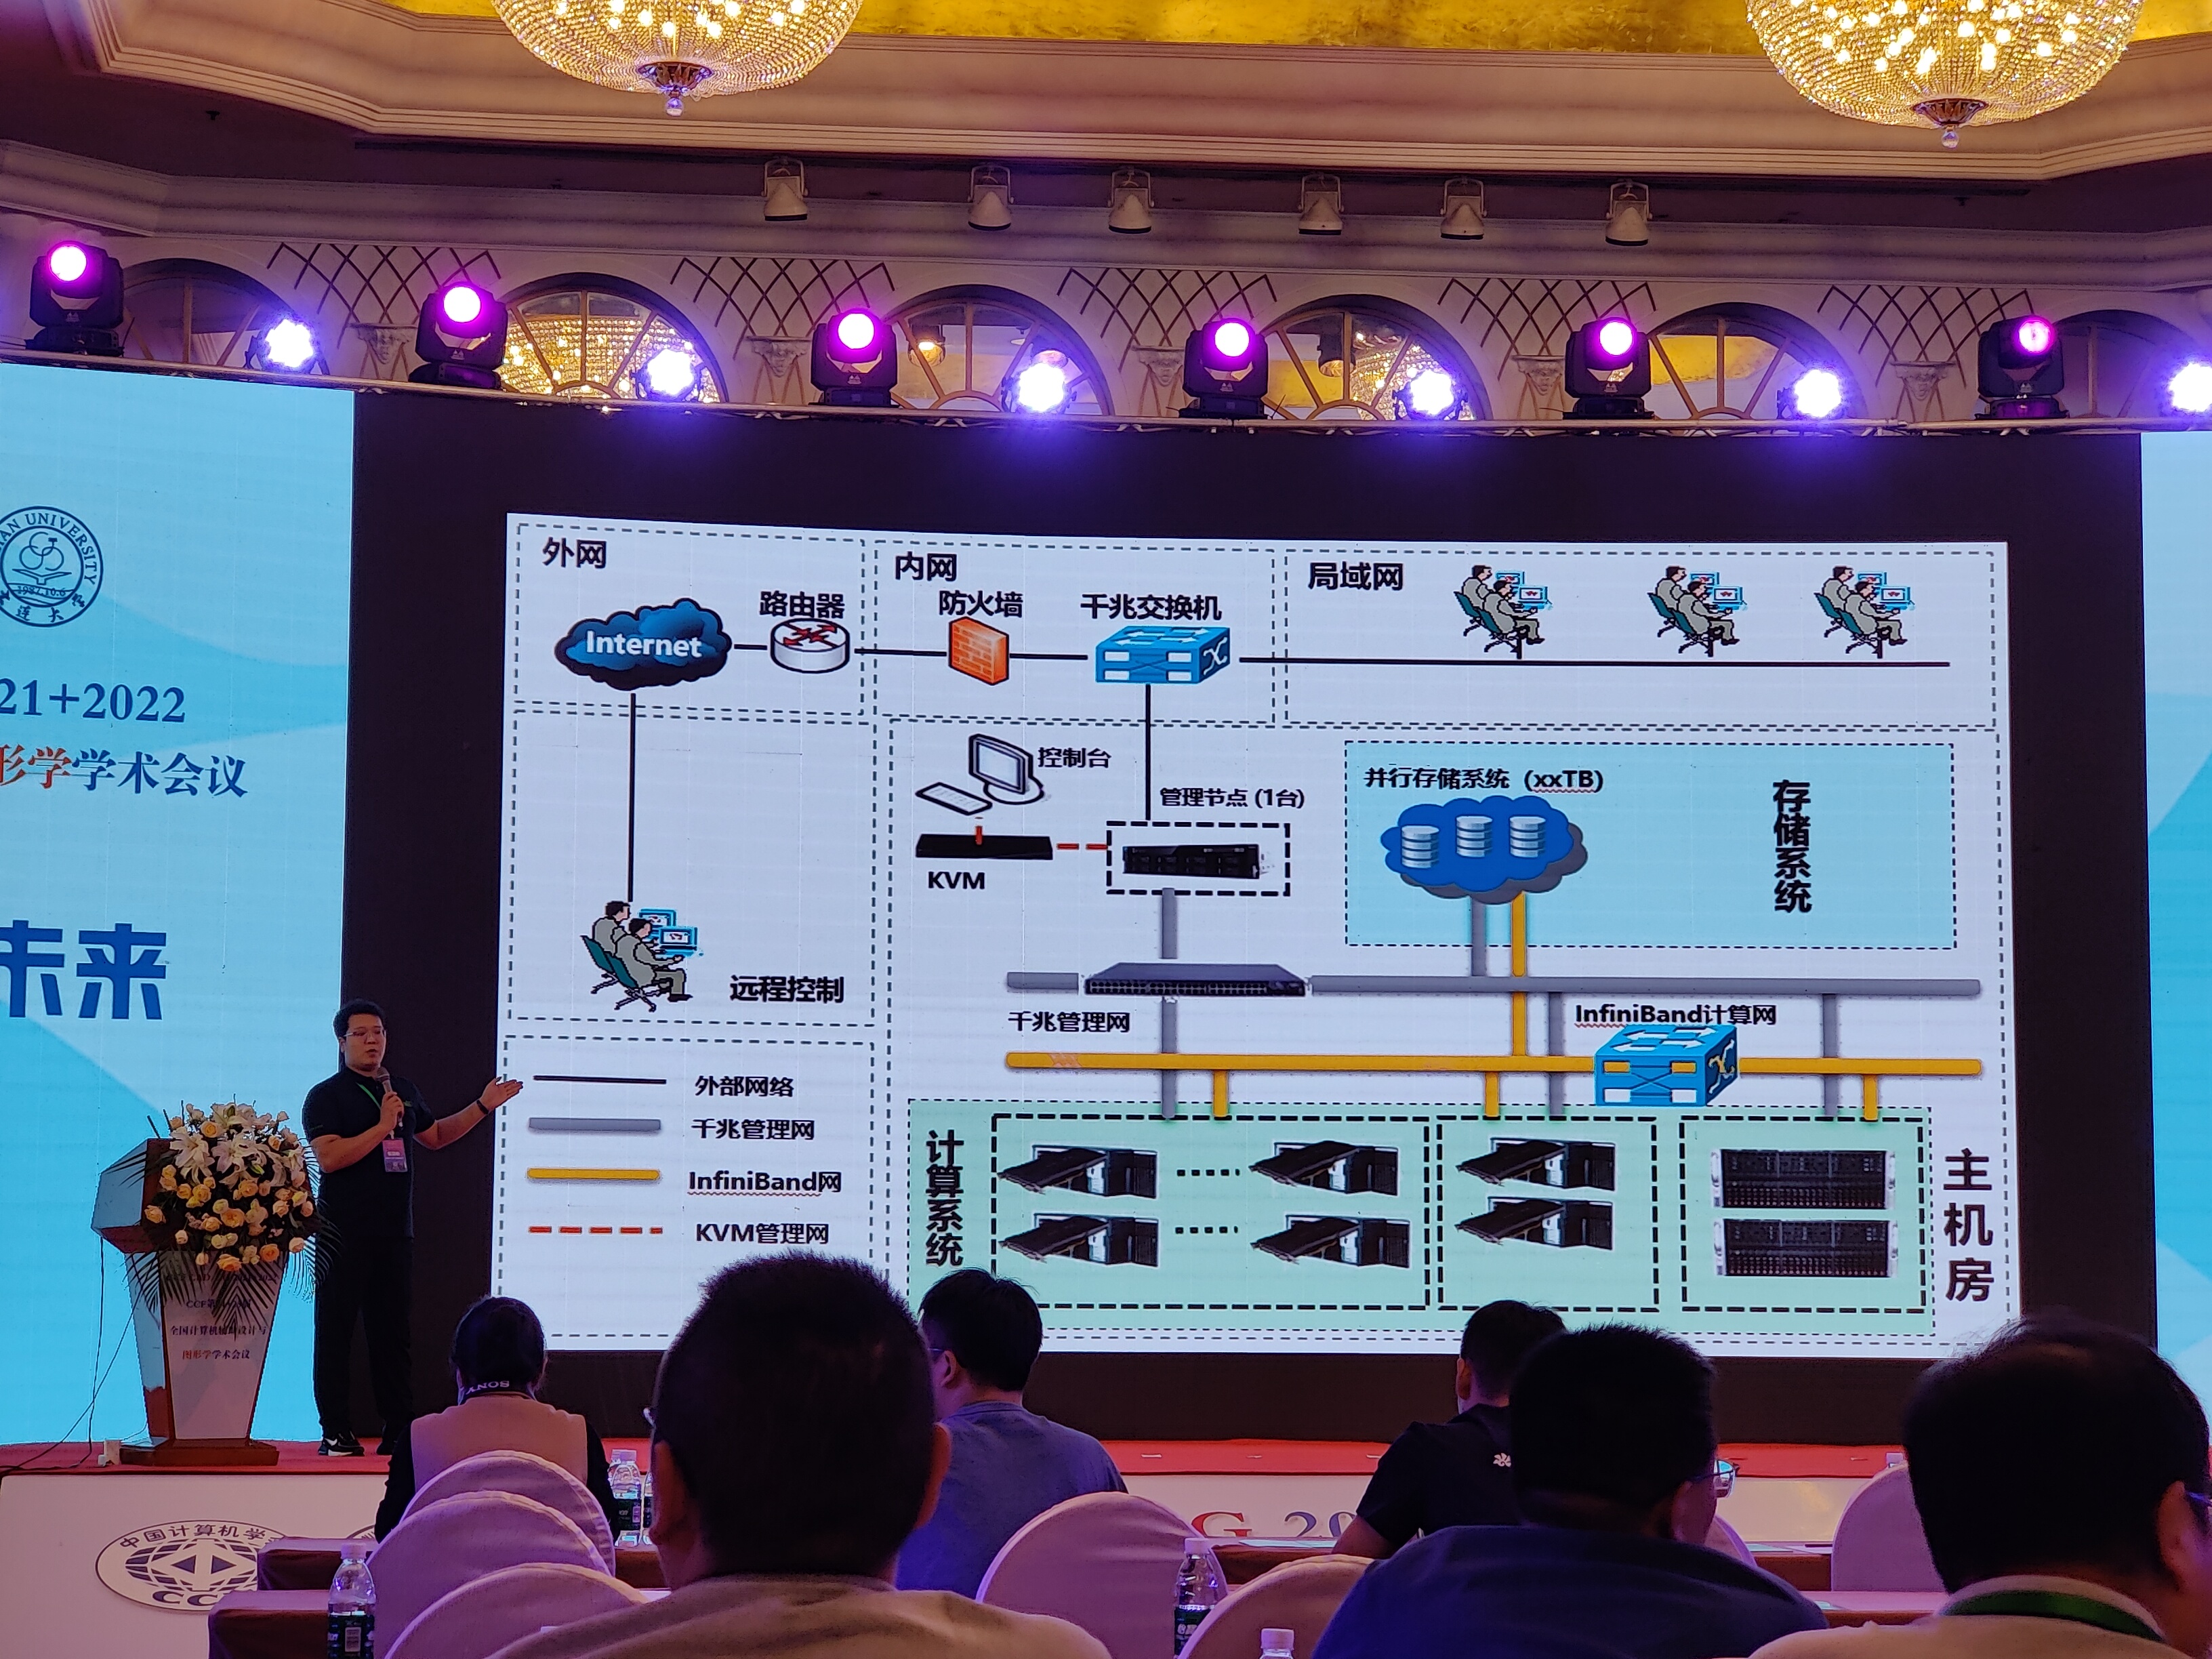 UNIVERSITY
1987.10.6
21+2022
形学学术会议
未来
外网
Internet
路由器
内网
防火墙
千兆交换机
局域网
控制台
KVM
管理节点 (1台)
并行存储系统 (xxTB)
存储系统
远程控制
千兆管理网
InfiniBand计算网
外部网络
千兆管理网
InfiniBand网
KVM管理网
计算系统
主机房
全国计算机辅助设计与
图形学学术会议
SONY
中国计算机学
G 20